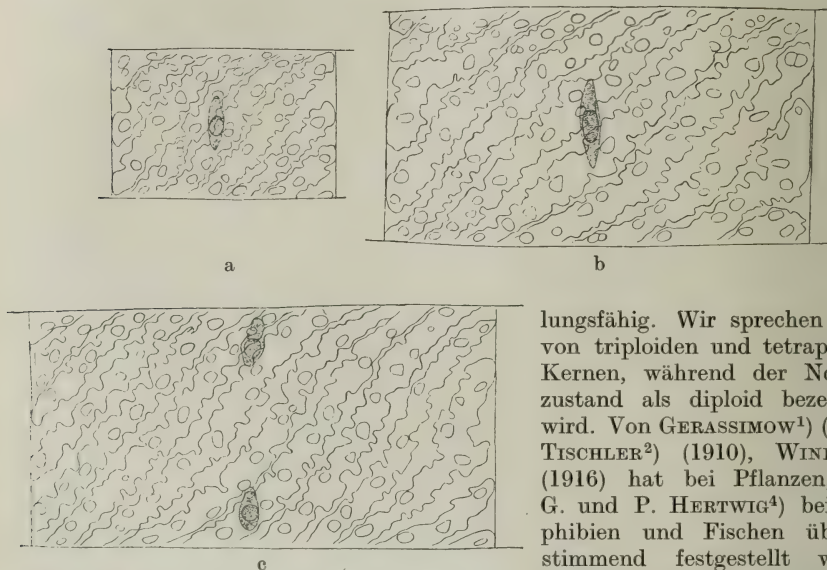 a
b
lungsfähig. Wir sprechen
von triploiden und tetrap
Kernen, während der No
zustand als diploid beze
wird. Von GERASSIMOW¹) (
TISCHLER²) (1910), WIN
(1916) hat bei Pflanzen
G. und P. HERTWIG⁴) bei
phibien und Fischen üb
stimmend festgestellt w
c